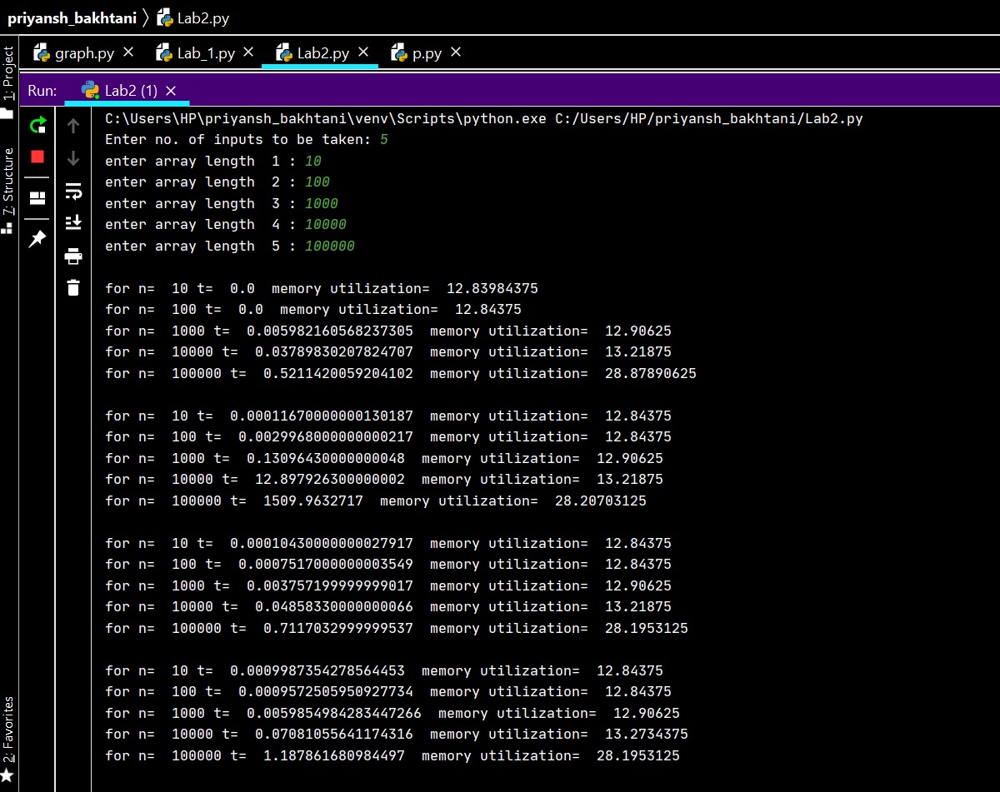 priyansh_bakhtani 〉 Lab2.py
graph.py × Lab_1.py × Lab2.py × p.py ×
1: Project
Run: Lab2 (1) ×
7: Structure
C:\Users\HP\priyansh_bakhtani\venv\Scripts\python.exe C:/Users/HP/priyansh_bakhtani/Lab2.py
Enter no. of inputs to be taken: 5
enter array length  1 : 10
enter array length  2 : 100
enter array length  3 : 1000
enter array length  4 : 10000
enter array length  5 : 100000
for n=  10 t=  0.0  memory utilization=  12.83984375
for n=  100 t=  0.0  memory utilization=  12.84375
for n=  1000 t=  0.005982160568237305  memory utilization=  12.90625
for n=  10000 t=  0.03789830207824707  memory utilization=  13.21875
for n=  100000 t=  0.5211420059204102  memory utilization=  28.87890625
for n=  10 t=  0.00011670000000130187  memory utilization=  12.84375
for n=  100 t=  0.0029968000000000217  memory utilization=  12.84375
for n=  1000 t=  0.13096430000000048  memory utilization=  12.90625
for n=  10000 t=  12.897926300000002  memory utilization=  13.21875
for n=  100000 t=  1509.9632717  memory utilization=  28.20703125
for n=  10 t=  0.00010430000000027917  memory utilization=  12.84375
for n=  100 t=  0.0007517000000003549  memory utilization=  12.84375
for n=  1000 t=  0.003757199999999017  memory utilization=  12.90625
for n=  10000 t=  0.04858330000000066  memory utilization=  13.21875
for n=  100000 t=  0.7117032999999537  memory utilization=  28.1953125
for n=  10 t=  0.0009987354278564453  memory utilization=  12.84375
for n=  100 t=  0.0009572505950927734  memory utilization=  12.84375
for n=  1000 t=  0.0059854984283447266  memory utilization=  12.90625
for n=  10000 t=  0.07081055641174316  memory utilization=  13.2734375
for n=  100000 t=  1.187861680984497  memory utilization=  28.1953125
2: Favorites